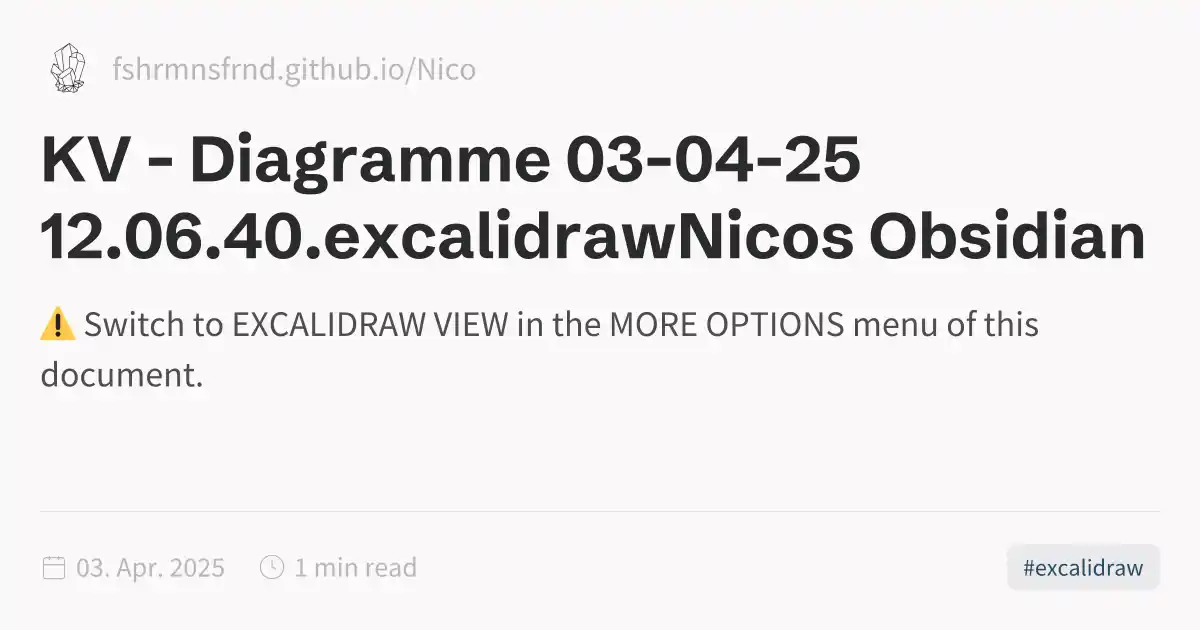 fshrmnsfrnd.github.io/Nico
KV - Diagramme 03-04-25
12.06.40.excalidrawNicos Obsidian
⚠️ Switch to EXCALIDRAW VIEW in the MORE OPTIONS menu of this
document.
03. Apr. 2025
1 min read
#excalidraw